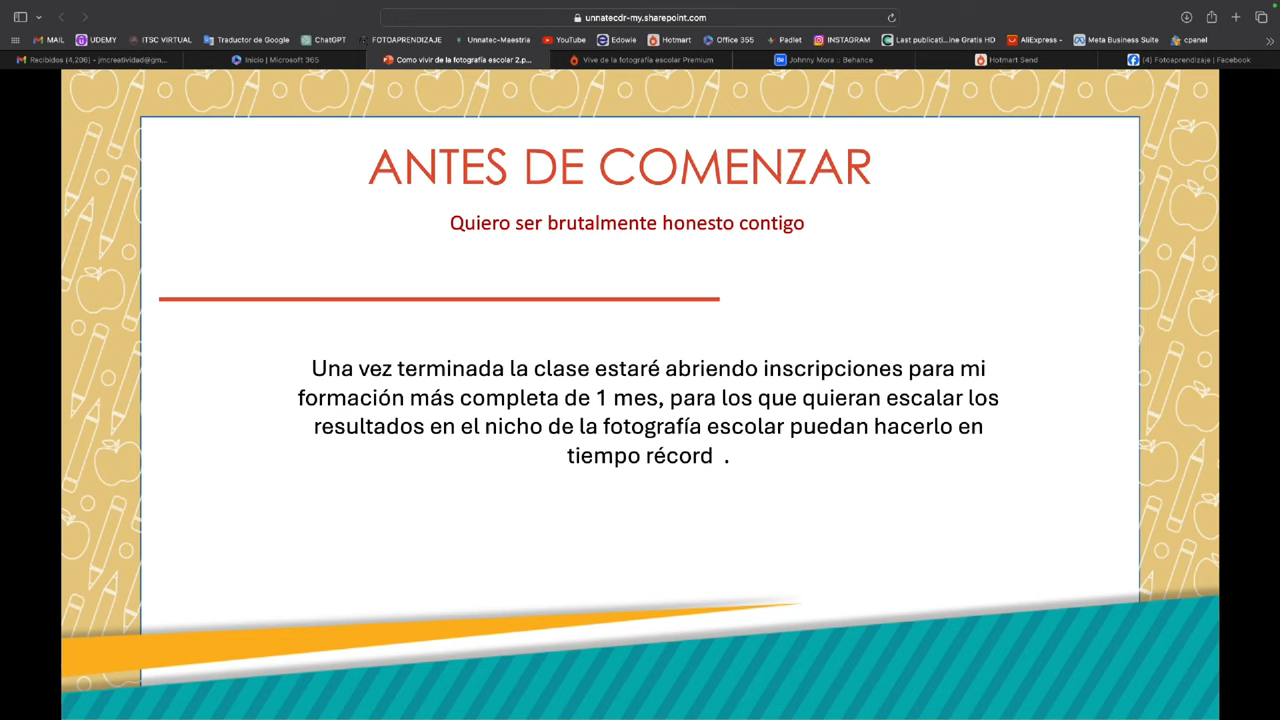 unnatecdr-my.sharepoint.com
MAIL UDEMY ITSC VIRTUAL Traductor de Google ChatGPT FOTOAPRENDIZAJE Unnatec-Maestria YouTube Edowie Hotmart Office 365 Padlet INSTAGRAM Last publicati...ine Gratis HD AliExpress - Meta Business Suite cpanel
Recibidos (4,206) - jmcreatividad@gm... Inicio | Microsoft 365 Como vivir de la fotografía escolar 2.p... Vive de la fotografía escolar Premium Johnny Mora :: Behance Hotmart Send (4) Fotoaprendizaje | Facebook
ANTES DE COMENZAR
Quiero ser brutalmente honesto contigo
Una vez terminada la clase estaré abriendo inscripciones para mi
formación más completa de 1 mes, para los que quieran escalar los
resultados en el nicho de la fotografía escolar puedan hacerlo en
tiempo récord .